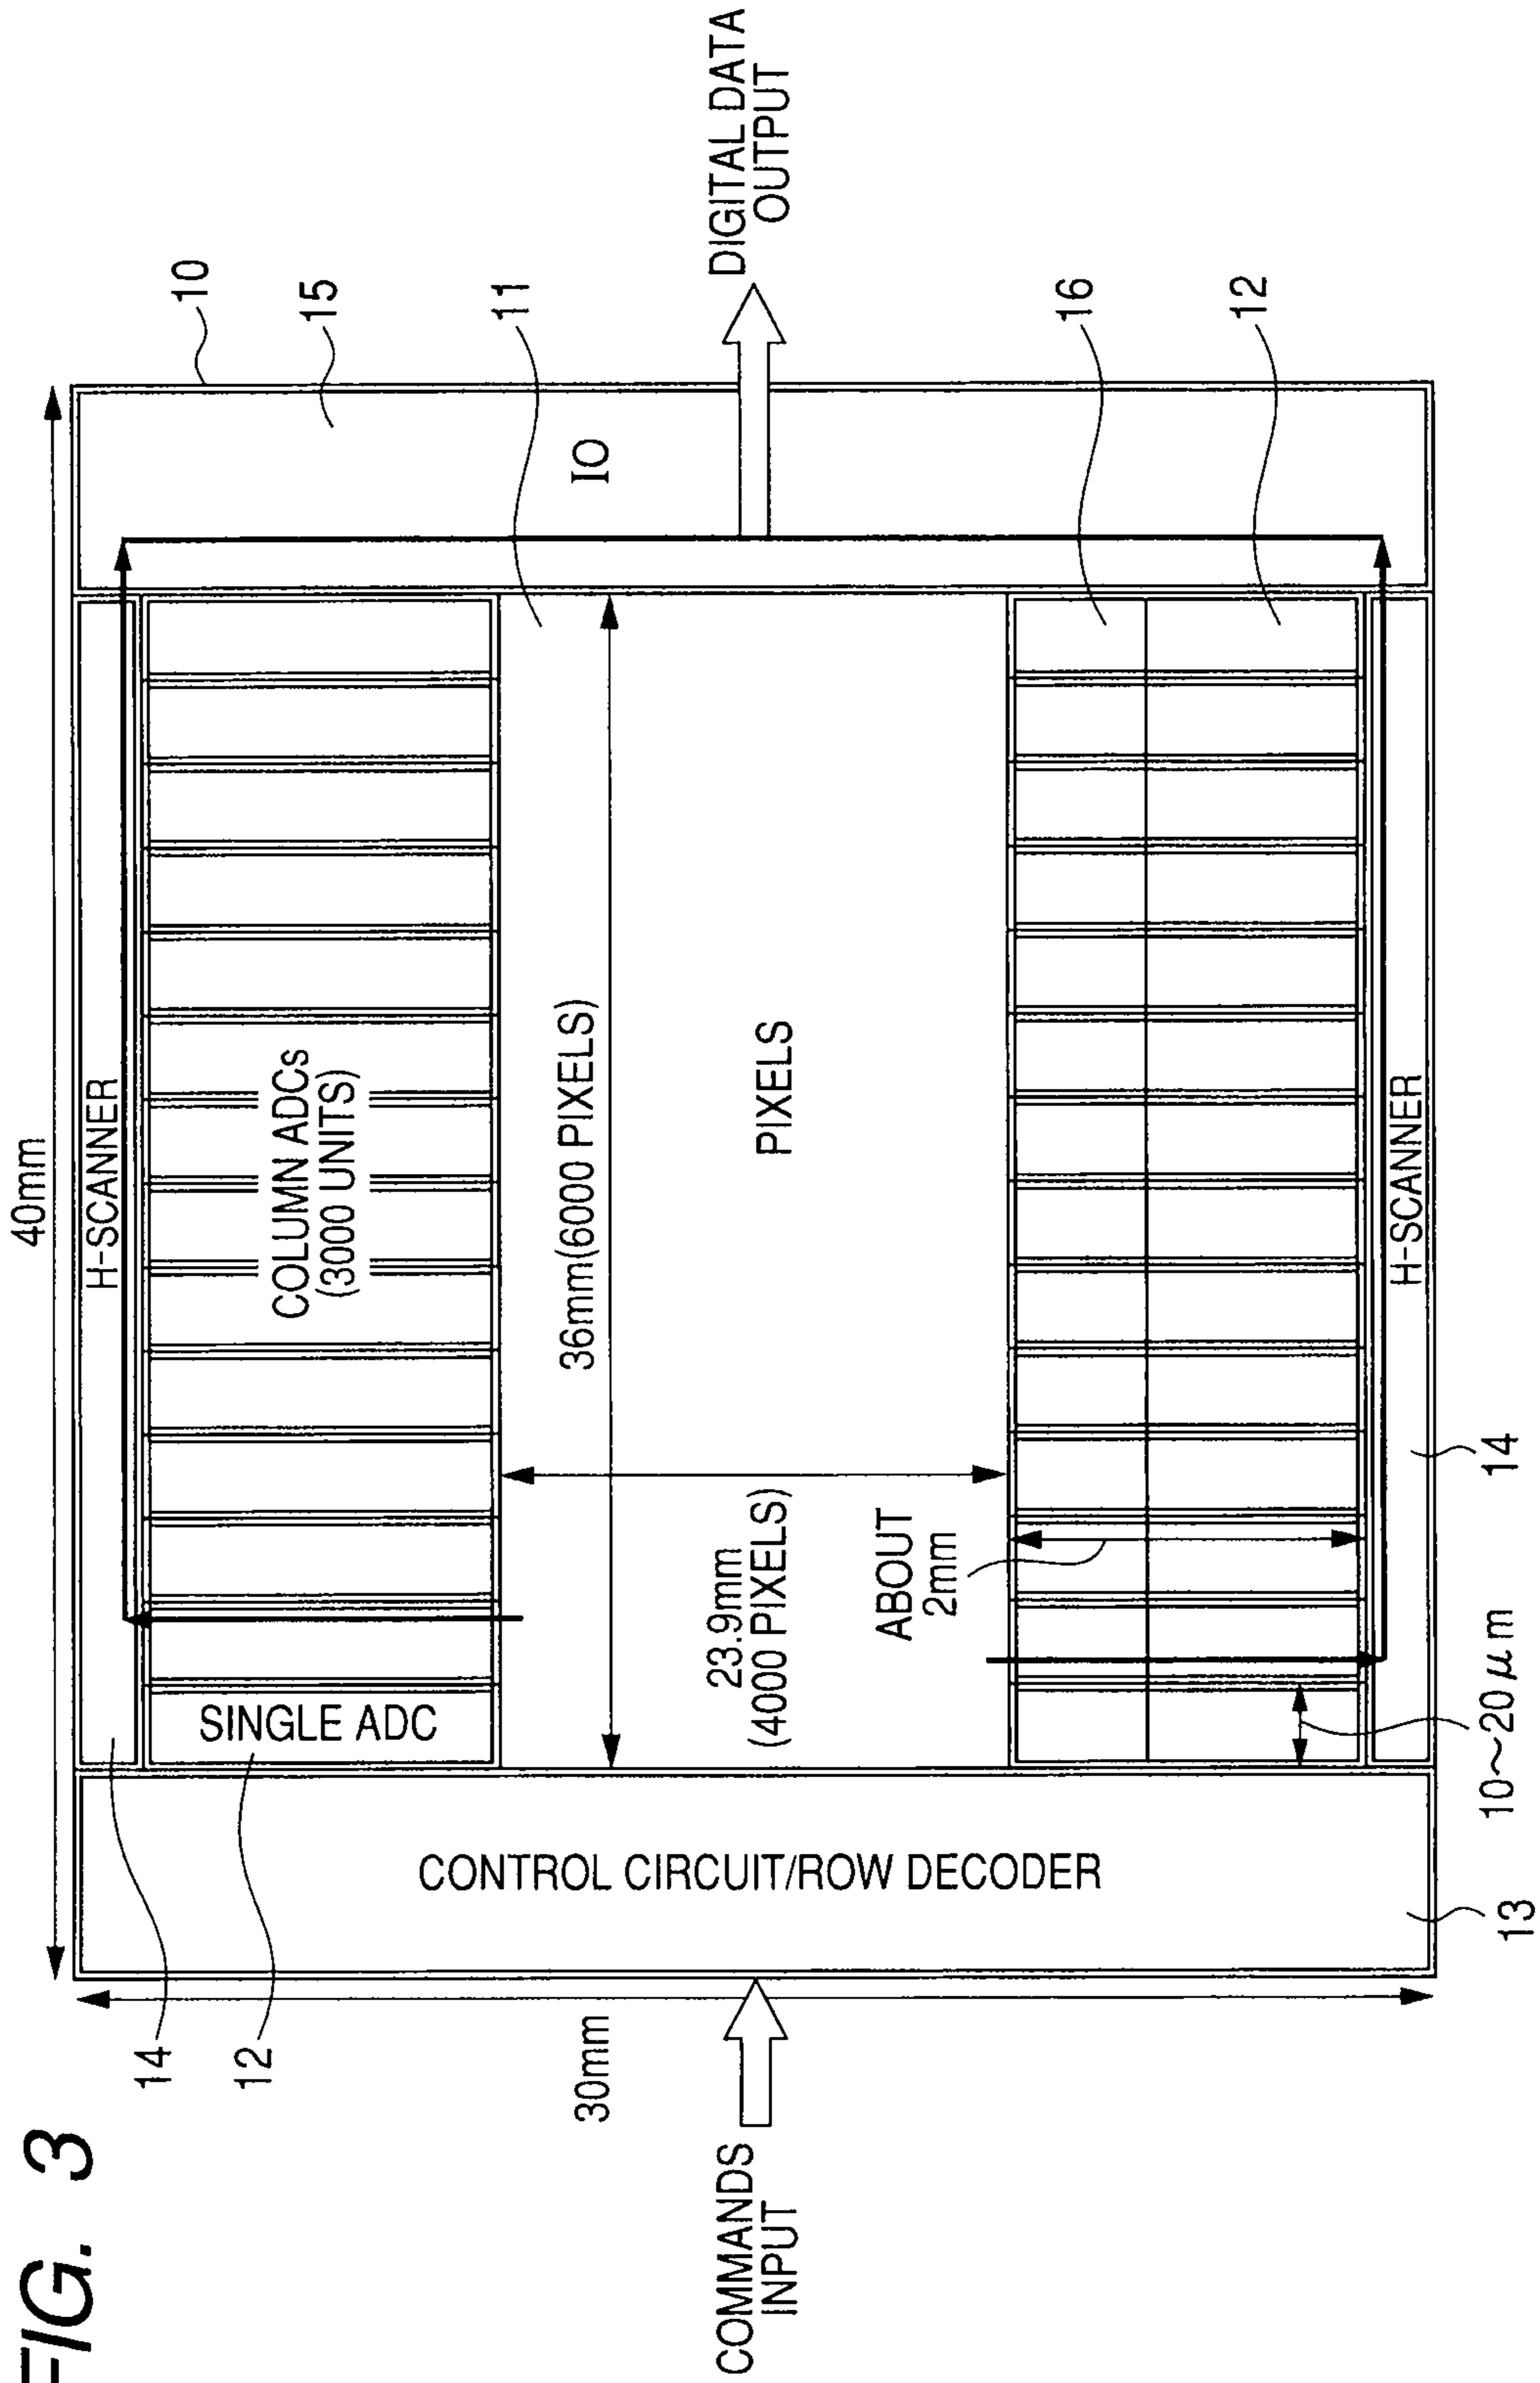 FIG. 3
40mm
10
15
11
16
12
H-SCANNER
COLUMN ADCs
(3000 UNITS)
SINGLE ADC
36mm(6000 PIXELS)
PIXELS
IO
DIGITAL DATA
OUTPUT
23.9mm
(4000 PIXELS)
ABOUT
2mm
H-SCANNER
CONTROL CIRCUIT/ROW DECODER
14
12
30mm
COMMANDS
INPUT
13
10~20μm
14